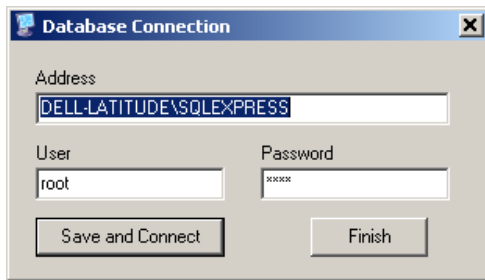 Database Connection
Address
DELL-LATITUDE\SQLEXPRESS
User
Password
root
****
Save and Connect
Finish